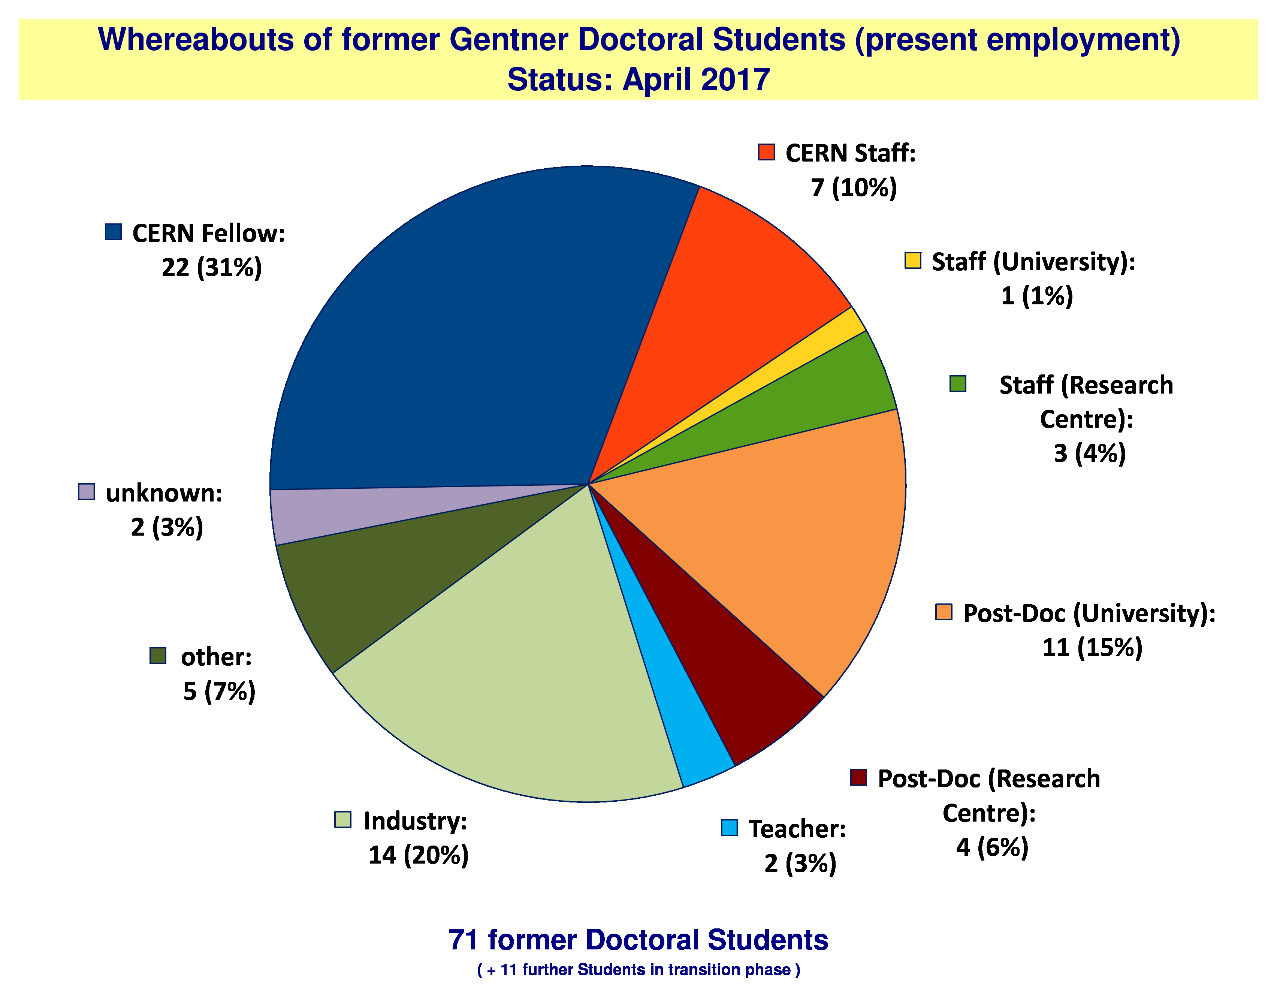 Whereabouts of former Gentner Doctoral Students (present employment)
Status: April 2017
CERN Staff:
7 (10%)
CERN Fellow:
22 (31%)
Staff (University):
1 (1%)
Staff (Research
Centre):
3 (4%)
unknown:
2 (3%)
Post-Doc (University):
11 (15%)
other:
5 (7%)
Post-Doc (Research
Centre):
4 (6%)
Industry:
14 (20%)
Teacher:
2 (3%)
71 former Doctoral Students
( + 11 further Students in transition phase )